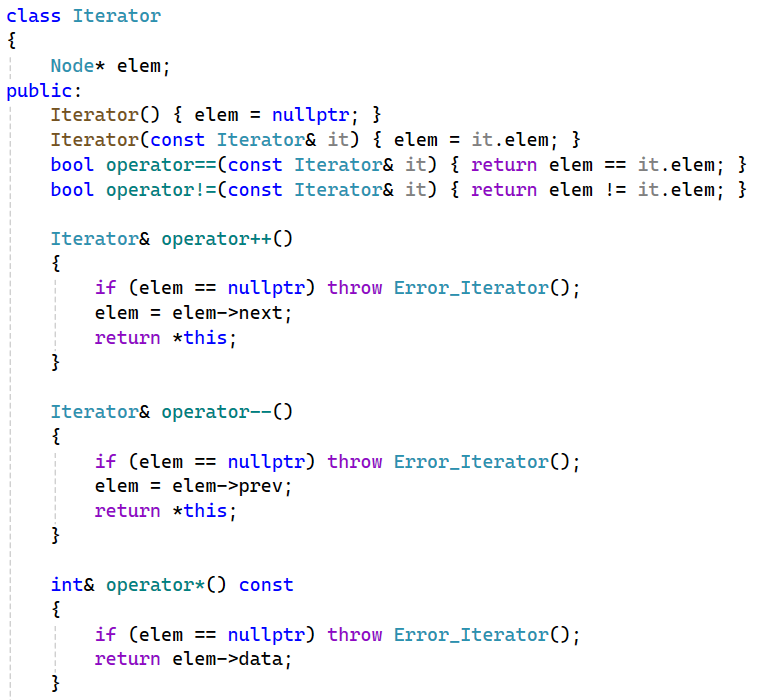 class Iterator
{
    Node* elem;
public:
    Iterator() { elem = nullptr; }
    Iterator(const Iterator& it) { elem = it.elem; }
    bool operator==(const Iterator& it) { return elem == it.elem; }
    bool operator!=(const Iterator& it) { return elem != it.elem; }

    Iterator& operator++()
    {
        if (elem == nullptr) throw Error_Iterator();
        elem = elem->next;
        return *this;
    }

    Iterator& operator--()
    {
        if (elem == nullptr) throw Error_Iterator();
        elem = elem->prev;
        return *this;
    }

    int& operator*() const
    {
        if (elem == nullptr) throw Error_Iterator();
        return elem->data;
    }